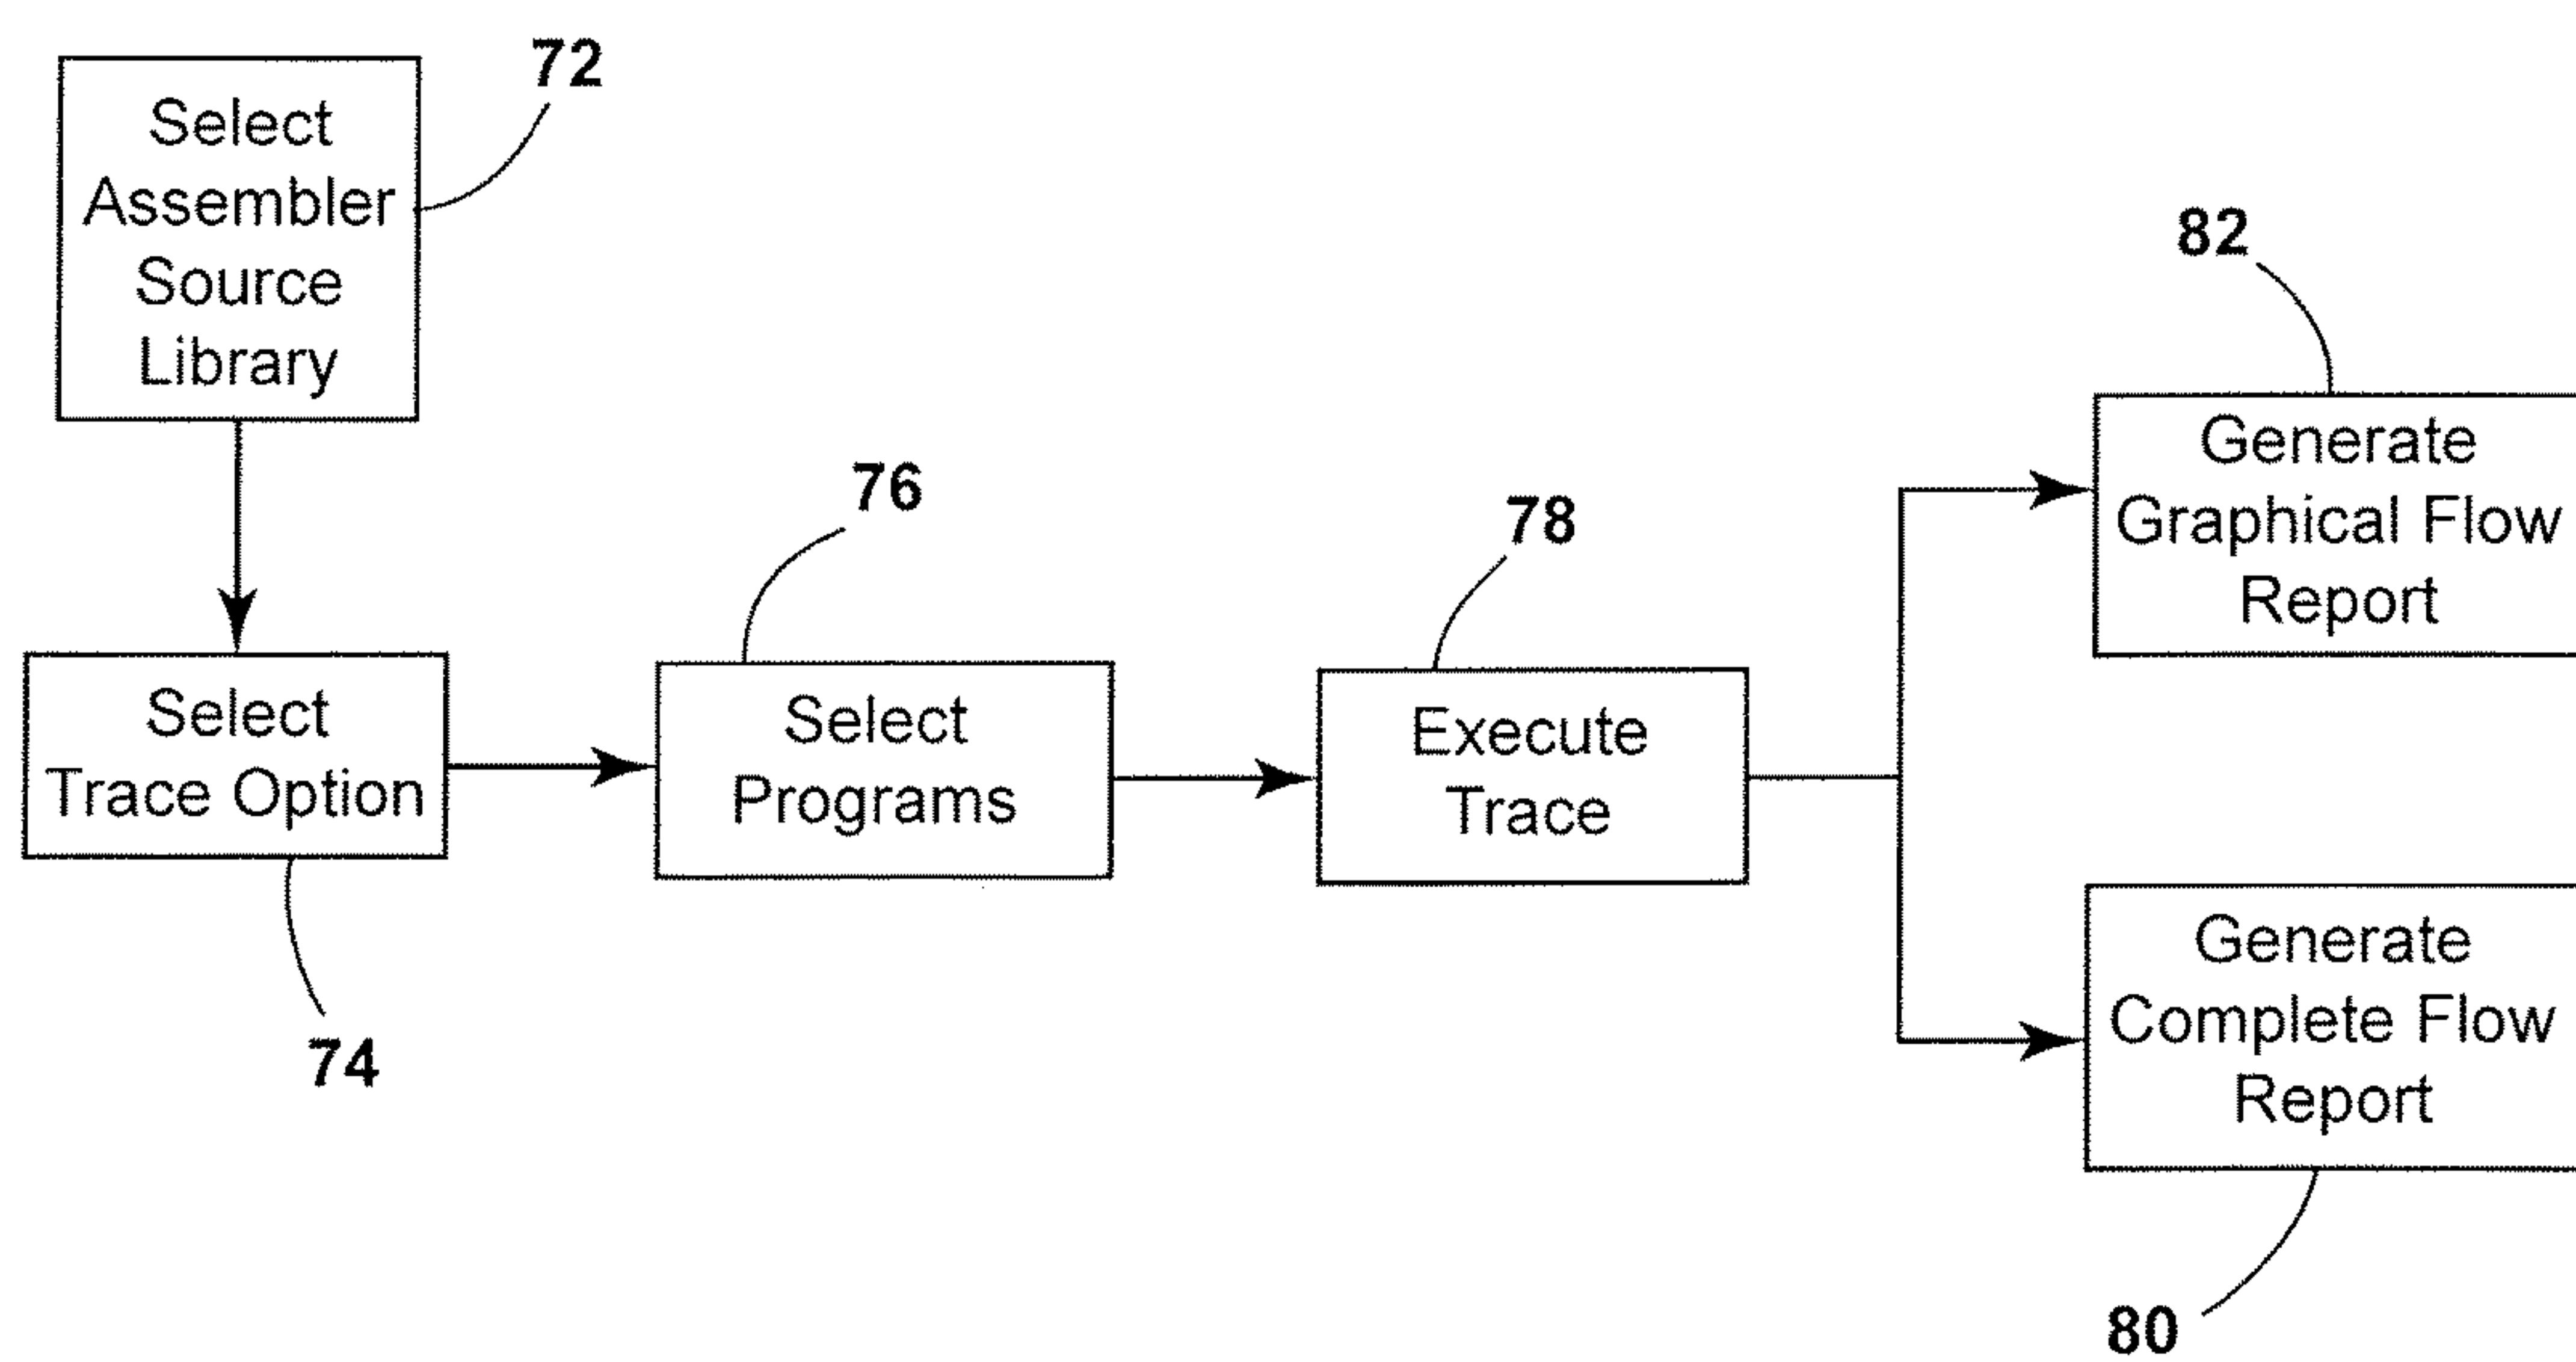 72
Select
Assembler
Source
Library
74
Select
Trace Option
76
Select
Programs
78
Execute
Trace
82
Generate
Graphical Flow
Report
Generate
Complete Flow
Report
80